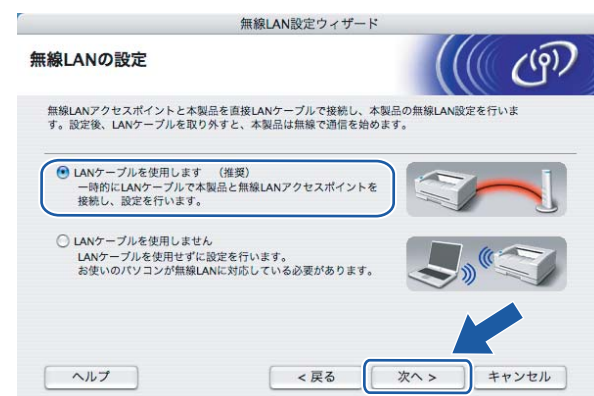 無線LAN設定ウィザード
無線LANの設定
無線LANアクセスポイントと本製品を直接LANケーブルで接続し、本製品の無線LAN設定を行いま
す。設定後、LANケーブルを取り外すと、本製品は無線で通信を始めます。
LANケーブルを使用します （推奨）
一時的にLANケーブルで本製品と無線LANアクセスポイントを
接続し、設定を行います。
LANケーブルを使用しません
LANケーブルを使用せずに設定を行います。
お使いのパソコンが無線LANに対応している必要があります。
ヘルプ
< 戻る
次へ >
キャンセル